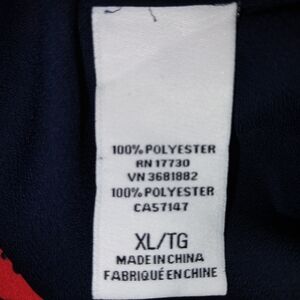 100% POLYESTER
RN 17730
VN 3681882
100% POLYESTER
CA57147
XL/TG
MADE IN CHINA
FABRIQUÉ EN CHINE